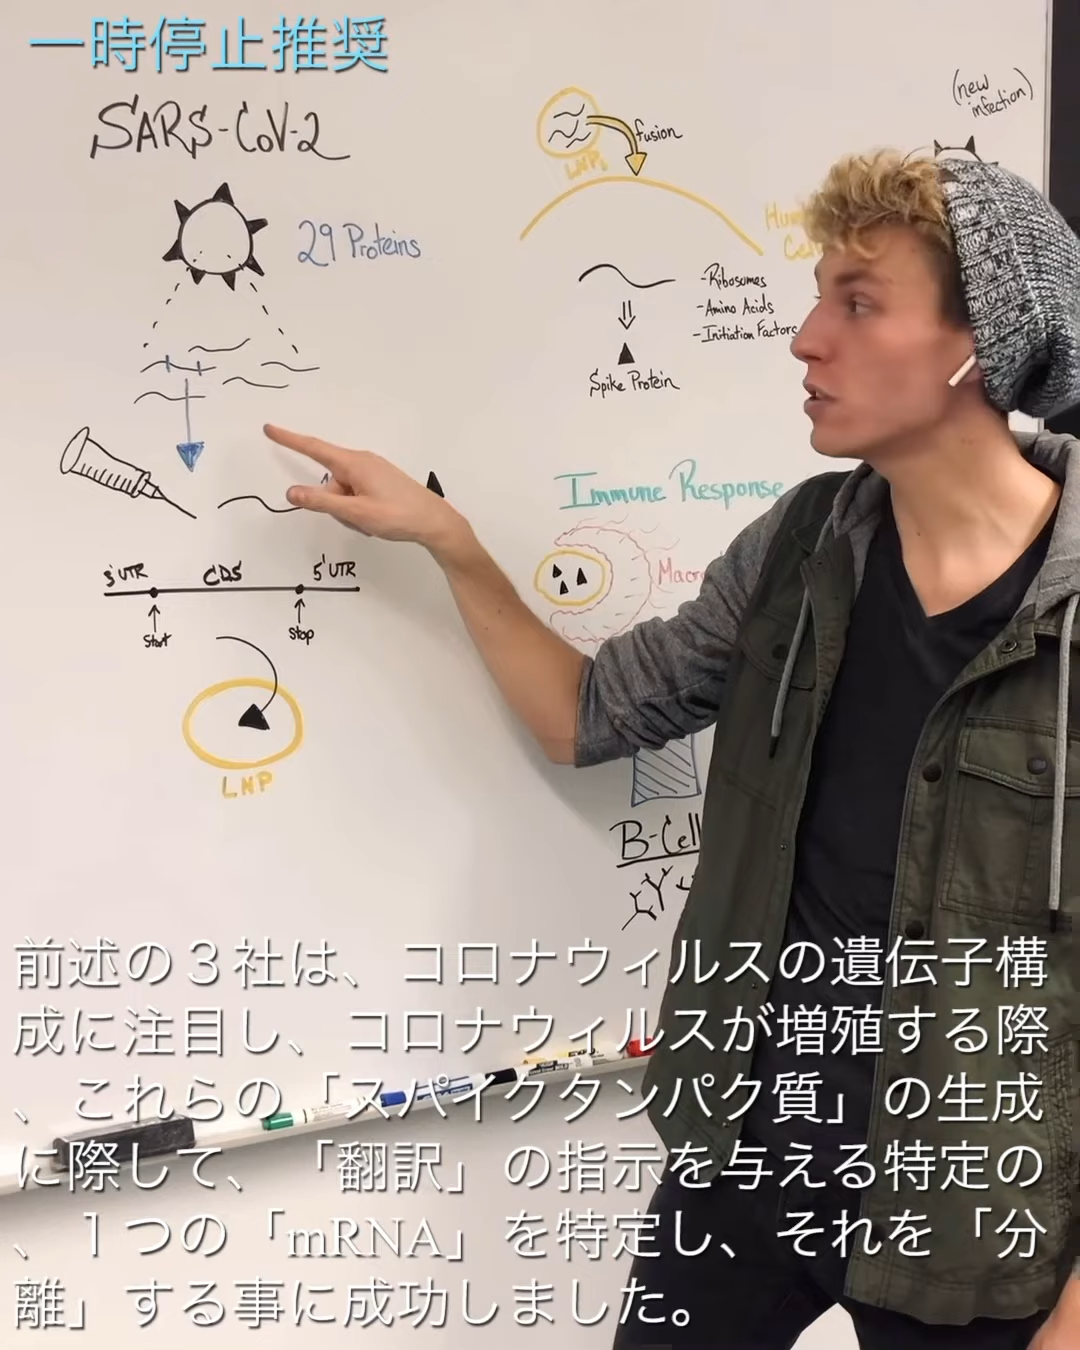 一時停止推奨
SARS-CoV-2
29 Proteins
3' UTR
CDS
5' UTR
Start
Stop
LNP
(new
infection)
fusion
LNPs
Human
Cell
-Ribosomes
-Amino Acids
-Initiation Factors
Spike Protein
Immune Response
Macro
B-Cell
前述の３社は、コロナウィルスの遺伝子構
成に注目し、コロナウィルスが増殖する際
、これらの「スパイクタンパク質」の生成
に際して、「翻訳」の指示を与える特定の
、１つの「mRNA」を特定し、それを「分
離」する事に成功しました。